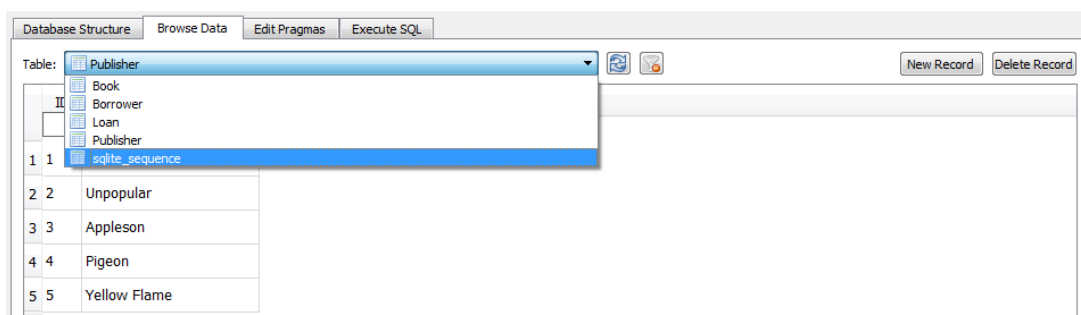 Database Structure Browse Data Edit Pragmas Execute SQL
Table: Publisher New Record Delete Record
Book
Borrower
Loan
Publisher
sqlite_sequence
1 1
2 2 Unpopular
3 3 Appleson
4 4 Pigeon
5 5 Yellow Flame